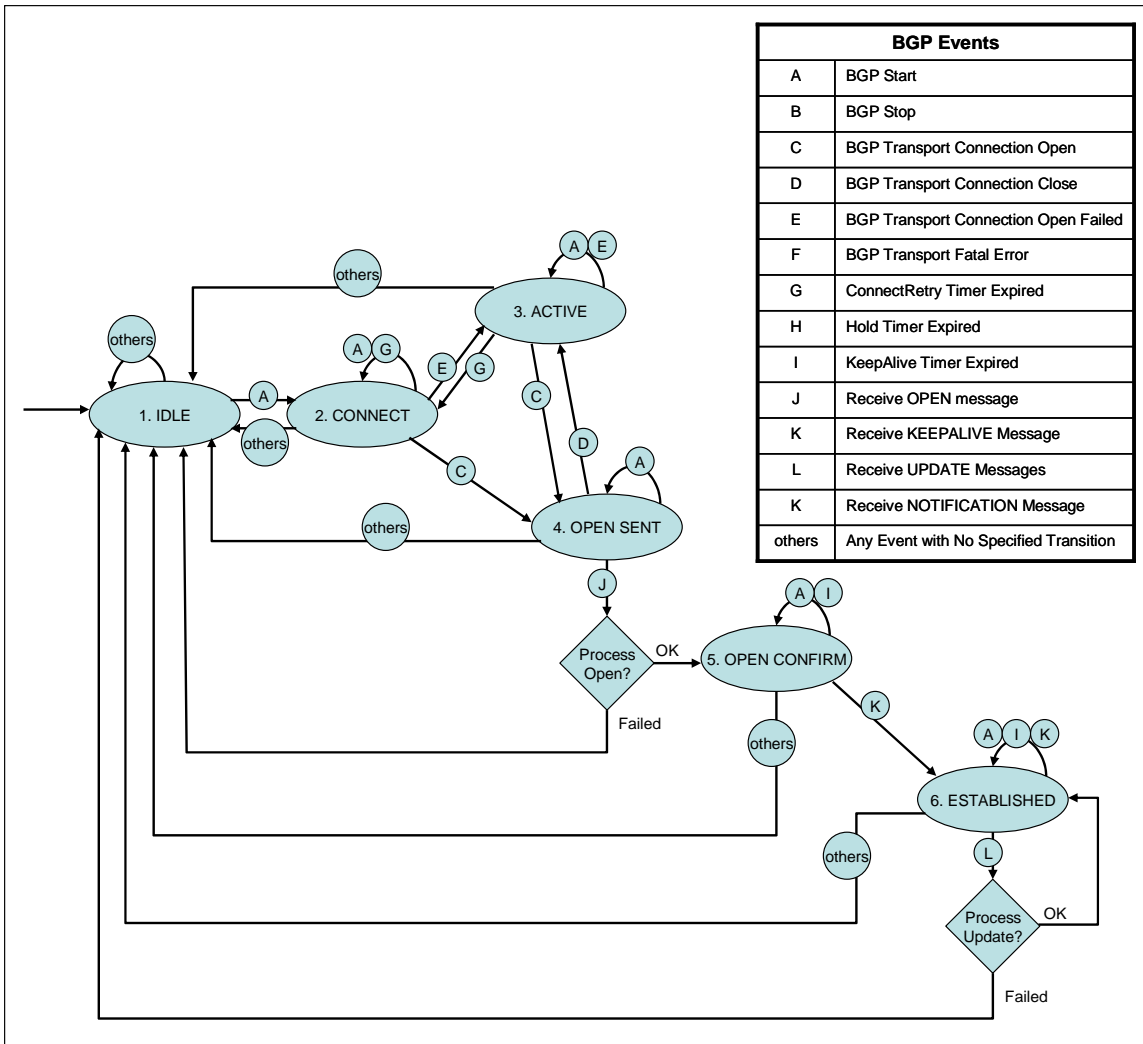 BGP Events
A BGP Start
B BGP Stop
C BGP Transport Connection Open
D BGP Transport Connection Close
E BGP Transport Connection Open Failed
F BGP Transport Fatal Error
G ConnectRetry Timer Expired
H Hold Timer Expired
I KeepAlive Timer Expired
J Receive OPEN message
K Receive KEEPALIVE Message
L Receive UPDATE Messages
K Receive NOTIFICATION Message
others Any Event with No Specified Transition
A E
others
3. ACTIVE
others
A G
E
G
A
C
1. IDLE
2. CONNECT
others
D
C
A
others
4. OPEN SENT
J
A I
Process
Open?
OK
5. OPEN CONFIRM
K
Failed
others
A I K
6. ESTABLISHED
others
L
Process
Update?
OK
Failed